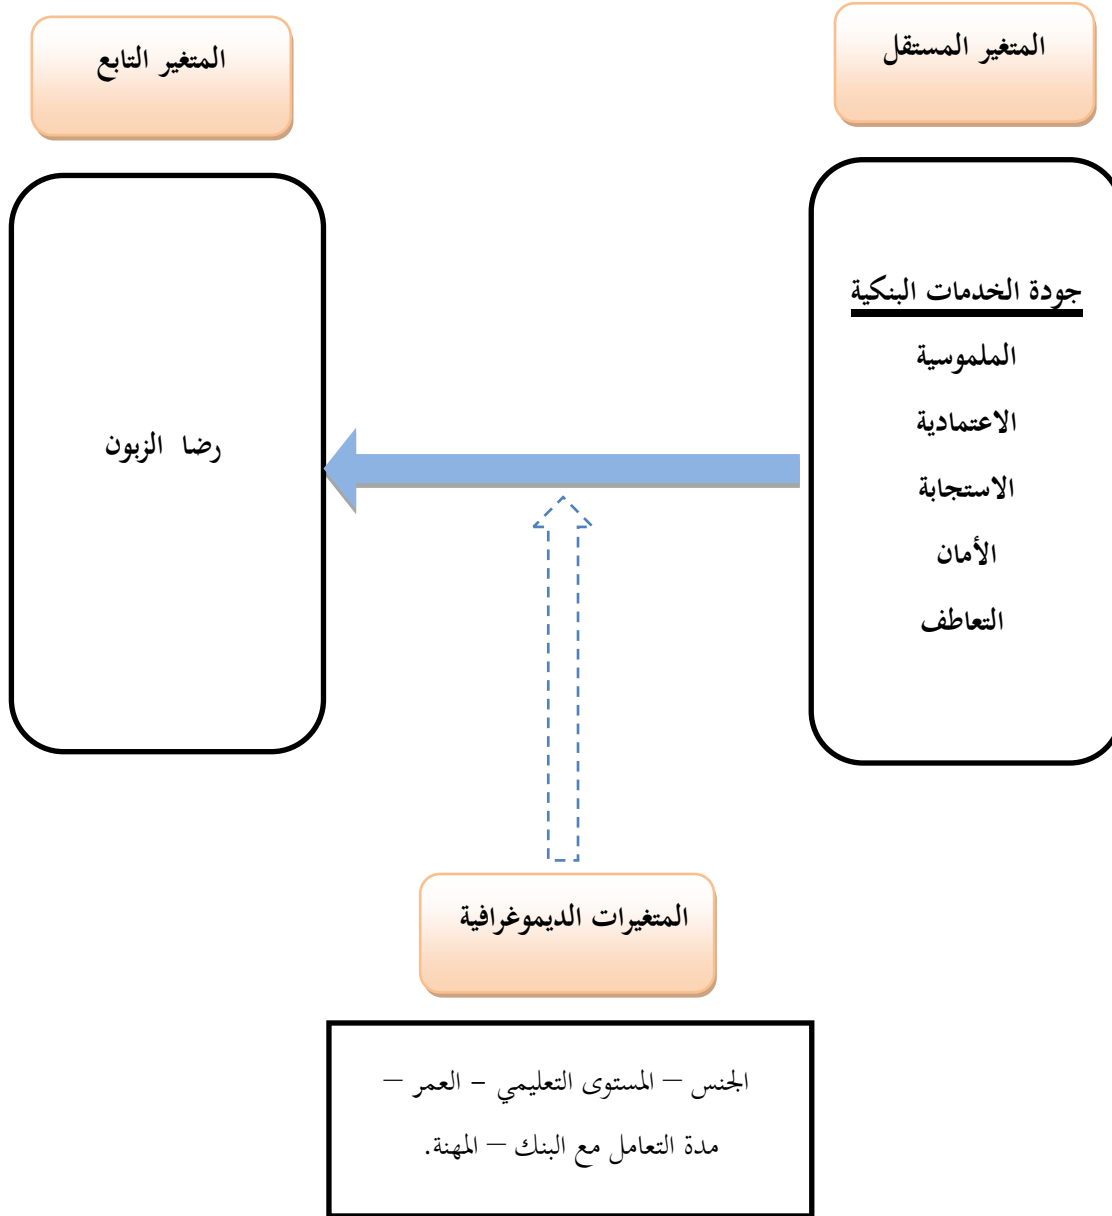 المتغير المستقل
المتغير التابع
جودة الخدمات البنكية
الملموسية
الاعتمادية
الاستجابة
الأمان
التعاطف
رضا الزبون
المتغيرات الديموغرافية
الجنس – المستوى التعليمي – العمر –
مدة التعامل مع البنك – المهنة.